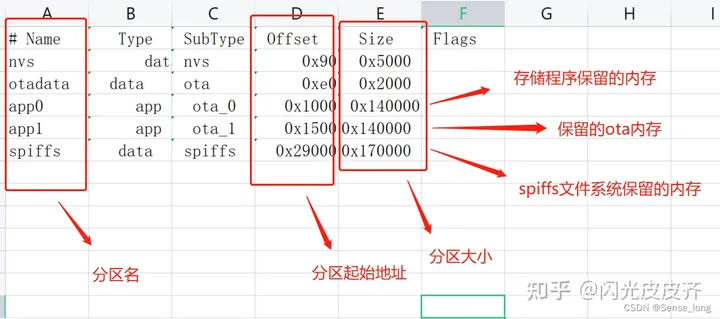 A B C D E F G H I
# Name Type SubType Offset Size Flags
nvs dat nvs 0x90 0x5000
otadata data ota 0xe0 0x2000
app0 app ota_0 0x1000 0x140000
app1 app ota_1 0x1500 0x140000
spiffs data spiffs 0x29000 0x170000
存储程序保留的内存
保留的ota内存
spiffs文件系统保留的内存
分区名
分区起始地址
分区大小
知乎 @闪光皮皮齐
CSDN @Sense_long